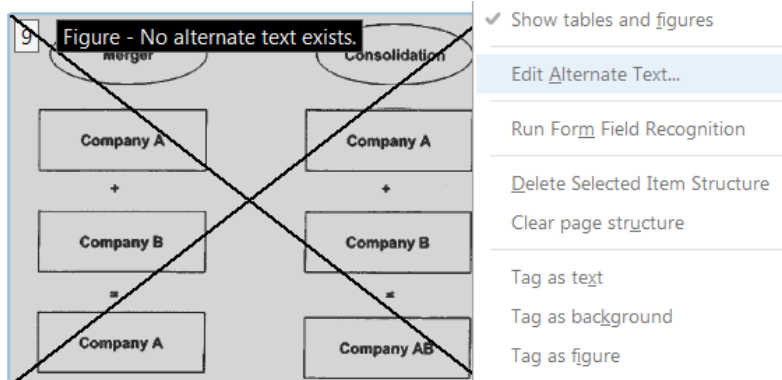 9 Figure - No alternate text exists.
Merger
Consolidation
Company A
Company A
+
+
Company B
Company B
=
=
Company A
Company AB
✓ Show tables and figures
Edit Alternate Text...
Run Form Field Recognition
Delete Selected Item Structure
Clear page structure
Tag as text
Tag as background
Tag as figure